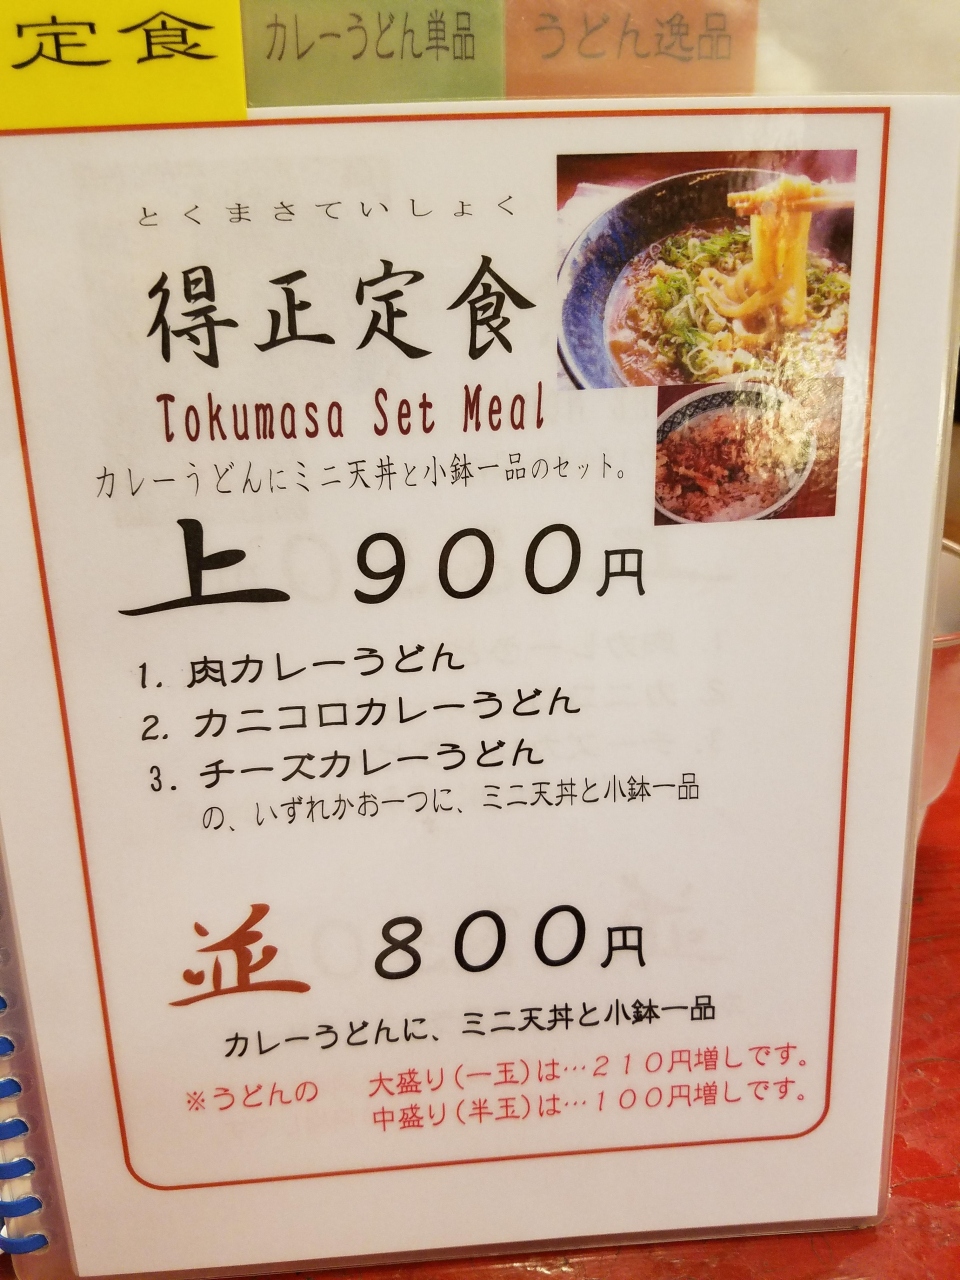 定食 カレーうどん単品 うどん逸品
とくまさていしょく
得正定食
Tokumasa Set Meal
カレーうどんにミニ天丼と小鉢一品のセット。
上 900円
1. 肉カレーうどん
2. カニコロカレーうどん
3. チーズカレーうどん
の、いずれかお一つに、ミニ天丼と小鉢一品
並 800円
カレーうどんに、ミニ天丼と小鉢一品
※うどんの 大盛り(一玉)は…210円増しです。
中盛り(半玉)は…100円増しです。